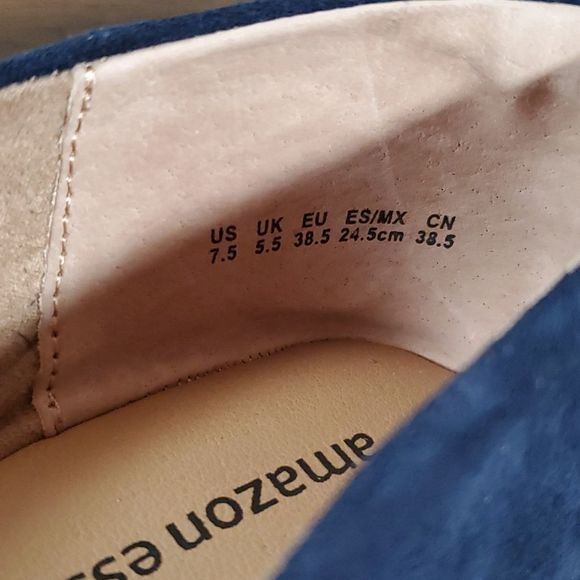 US UK EU ES/MX CN
7.5 5.5 38.5 24.5cm 38.5
amazon ess